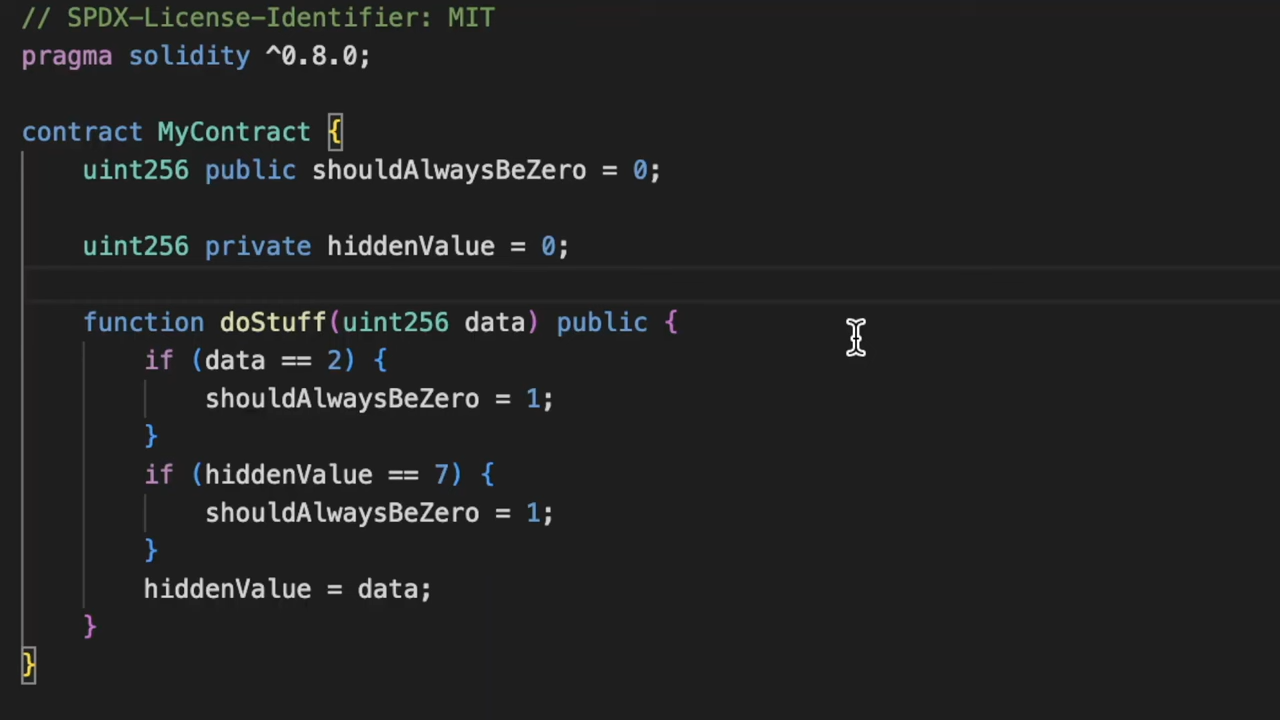 // SPDX-License-Identifier: MIT
pragma solidity ^0.8.0;
contract MyContract {
uint256 public shouldAlwaysBeZero = 0;
uint256 private hiddenValue = 0;
function doStuff(uint256 data) public {
if (data == 2) {
shouldAlwaysBeZero = 1;
}
if (hiddenValue == 7) {
shouldAlwaysBeZero = 1;
}
hiddenValue = data;
}
}